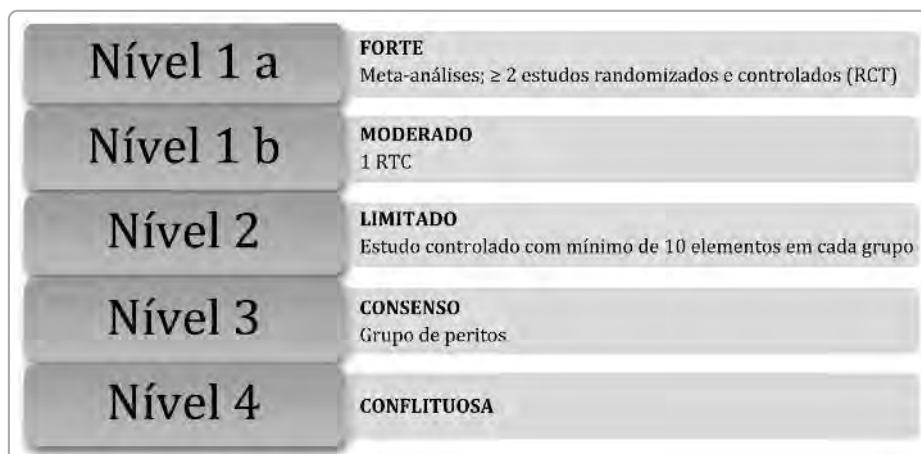 Nível 1 a
FORTE
Meta-análises; ≥ 2 estudos randomizados e controlados (RCT)
Nível 1 b
MODERADO
1 RTC
Nível 2
LIMITADO
Estudo controlado com mínimo de 10 elementos em cada grupo
Nível 3
CONSENSO
Grupo de peritos
Nível 4
CONFLITUOSA